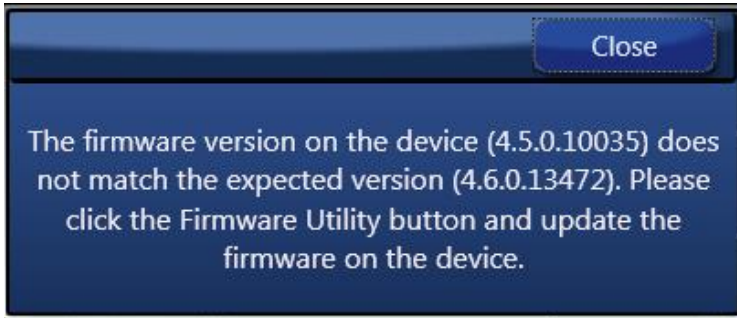 Close
The firmware version on the device (4.5.0.10035) does
not match the expected version (4.6.0.13472). Please
click the Firmware Utility button and update the
firmware on the device.